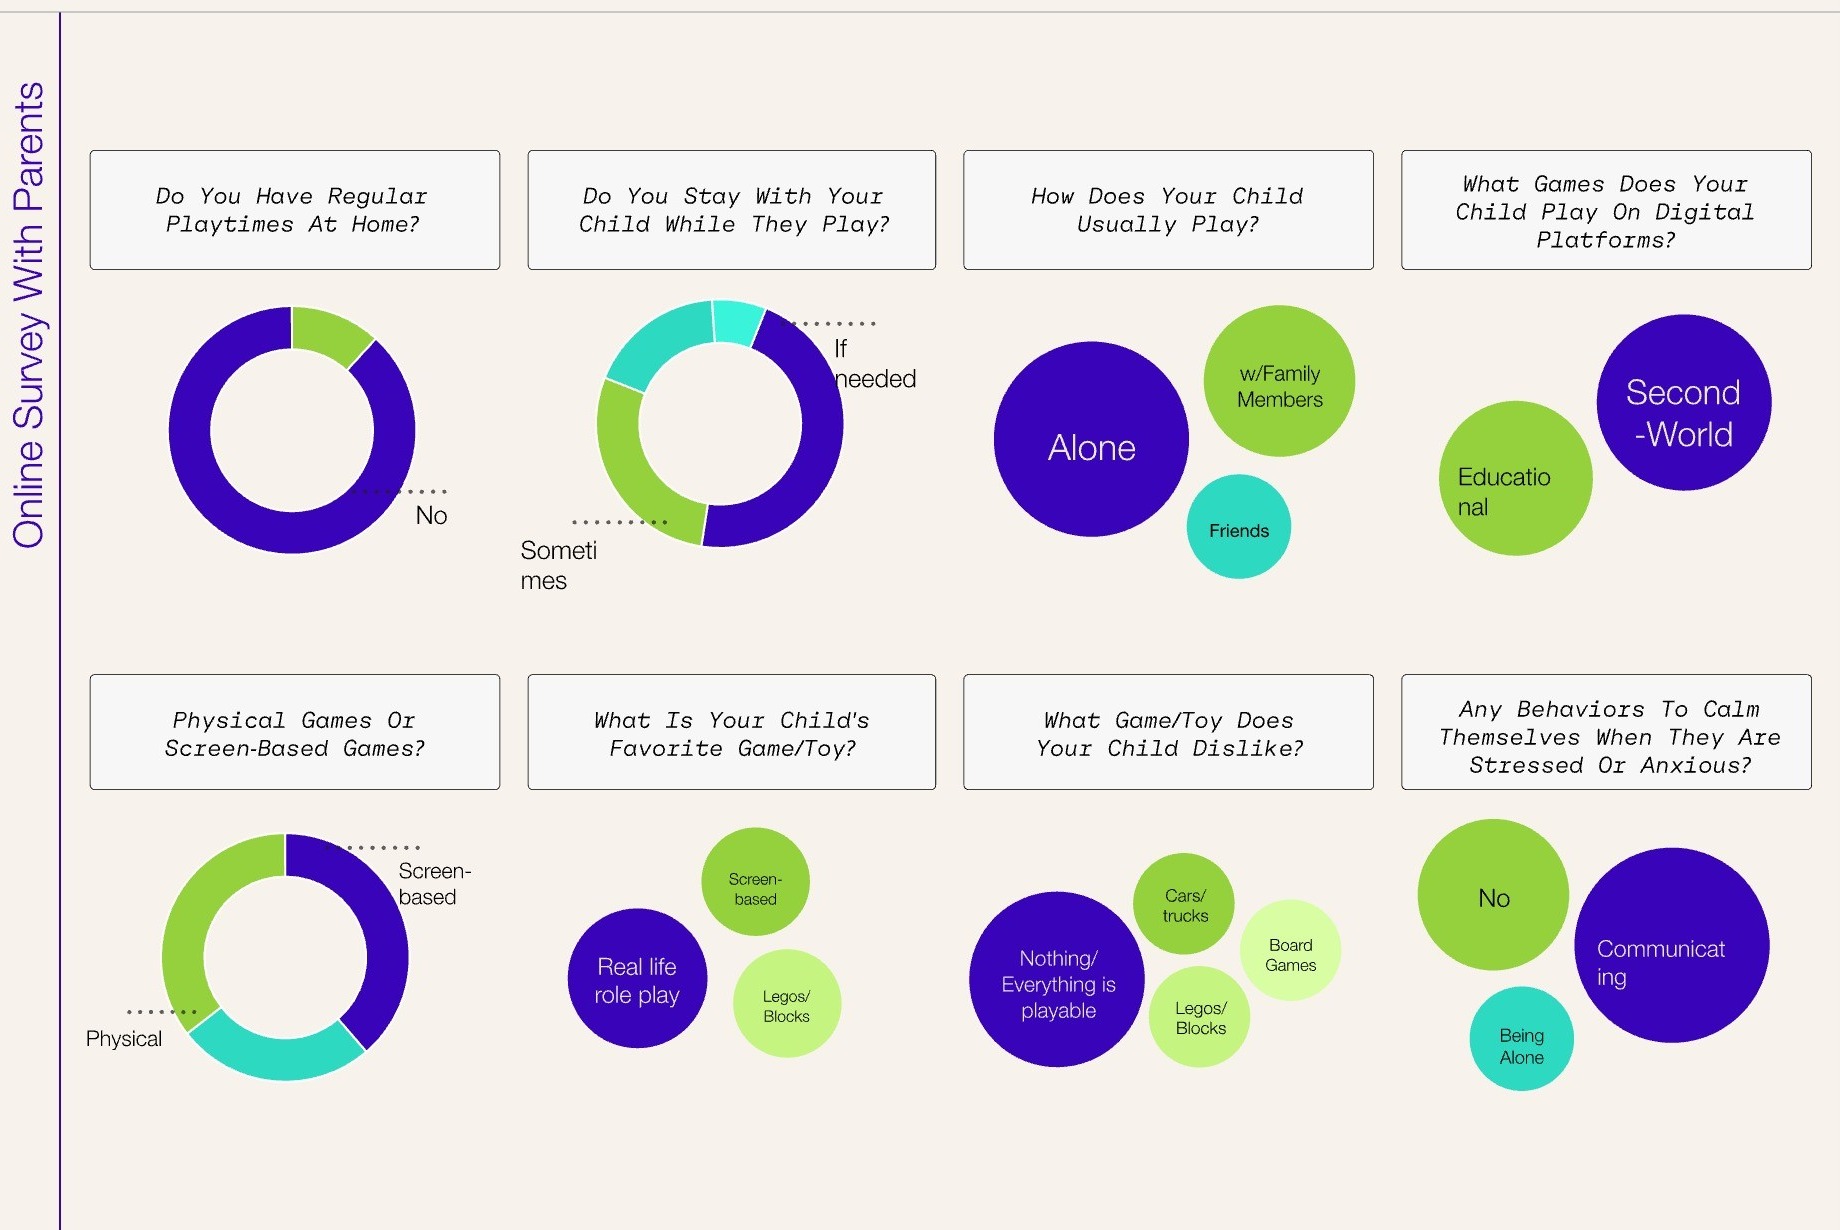 Online Survey With Parents
Do You Have Regular
Playtimes At Home?
No
Do You Stay With Your
Child While They Play?
If
needed
Someti
mes
How Does Your Child
Usually Play?
Alone
w/Family
Members
Friends
What Games Does Your
Child Play On Digital
Platforms?
Second
-World
Educatio
nal
Physical Games Or
Screen-Based Games?
Screen-
based
Physical
What Is Your Child's
Favorite Game/Toy?
Screen-
based
Real life
role play
Legos/
Blocks
What Game/Toy Does
Your Child Dislike?
Nothing/
Everything is
playable
Cars/
trucks
Board
Games
Legos/
Blocks
Any Behaviors To Calm
Themselves When They Are
Stressed Or Anxious?
No
Communicat
ing
Being
Alone